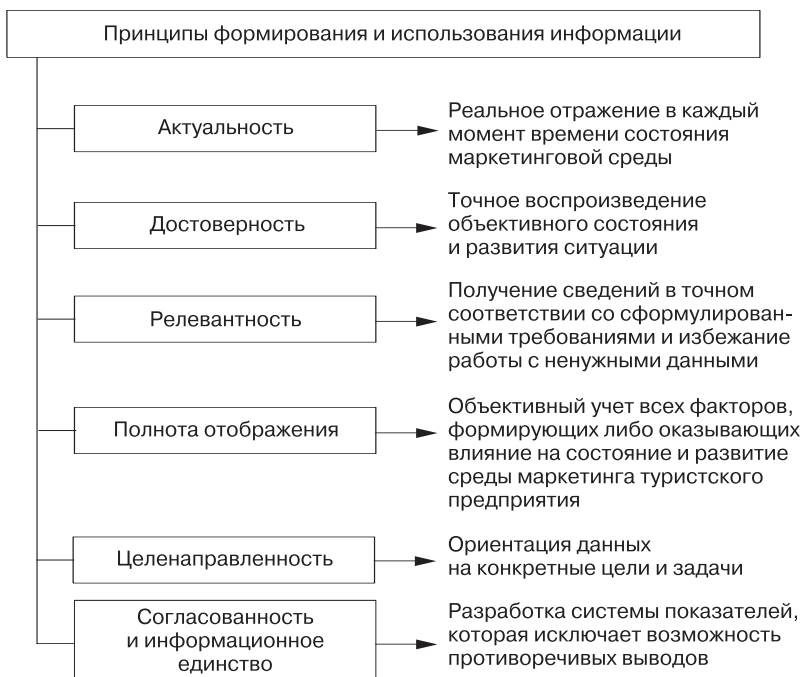 Принципы формирования и использования информации
Актуальность
Реальное отражение в каждый
момент времени состояния
маркетинговой среды
Достоверность
Точное воспроизведение
объективного состояния
и развития ситуации
Релевантность
Получение сведений в точном
соответствии со сформулирован-
ными требованиями и избежание
работы с ненужными данными
Полнота отображения
Объективный учет всех факторов,
формирующих либо оказывающих
влияние на состояние и развитие
среды маркетинга туристского
предприятия
Целенаправленность
Ориентация данных
на конкретные цели и задачи
Согласованность
и информационное
единство
Разработка системы показателей,
которая исключает возможность
противоречивых выводов